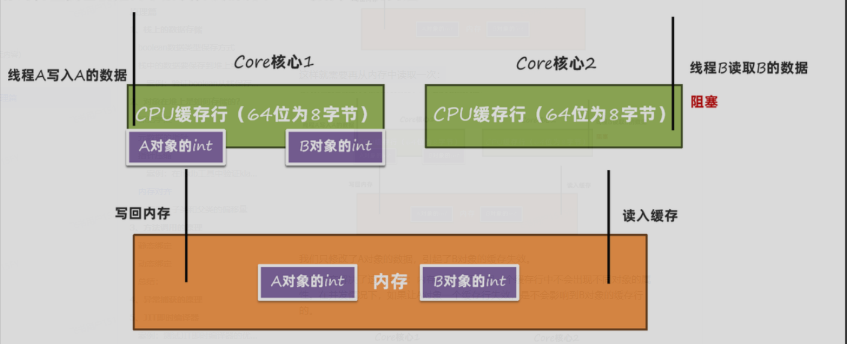 Core核心1
Core核心2
线程A写入A的数据
线程B读取B的数据
阻塞
CPU缓存行（64位为8字节）
CPU缓存行（64位为8字节）
A对象的int
B对象的int
写回内存
读入缓存
A对象的int
内存
B对象的int